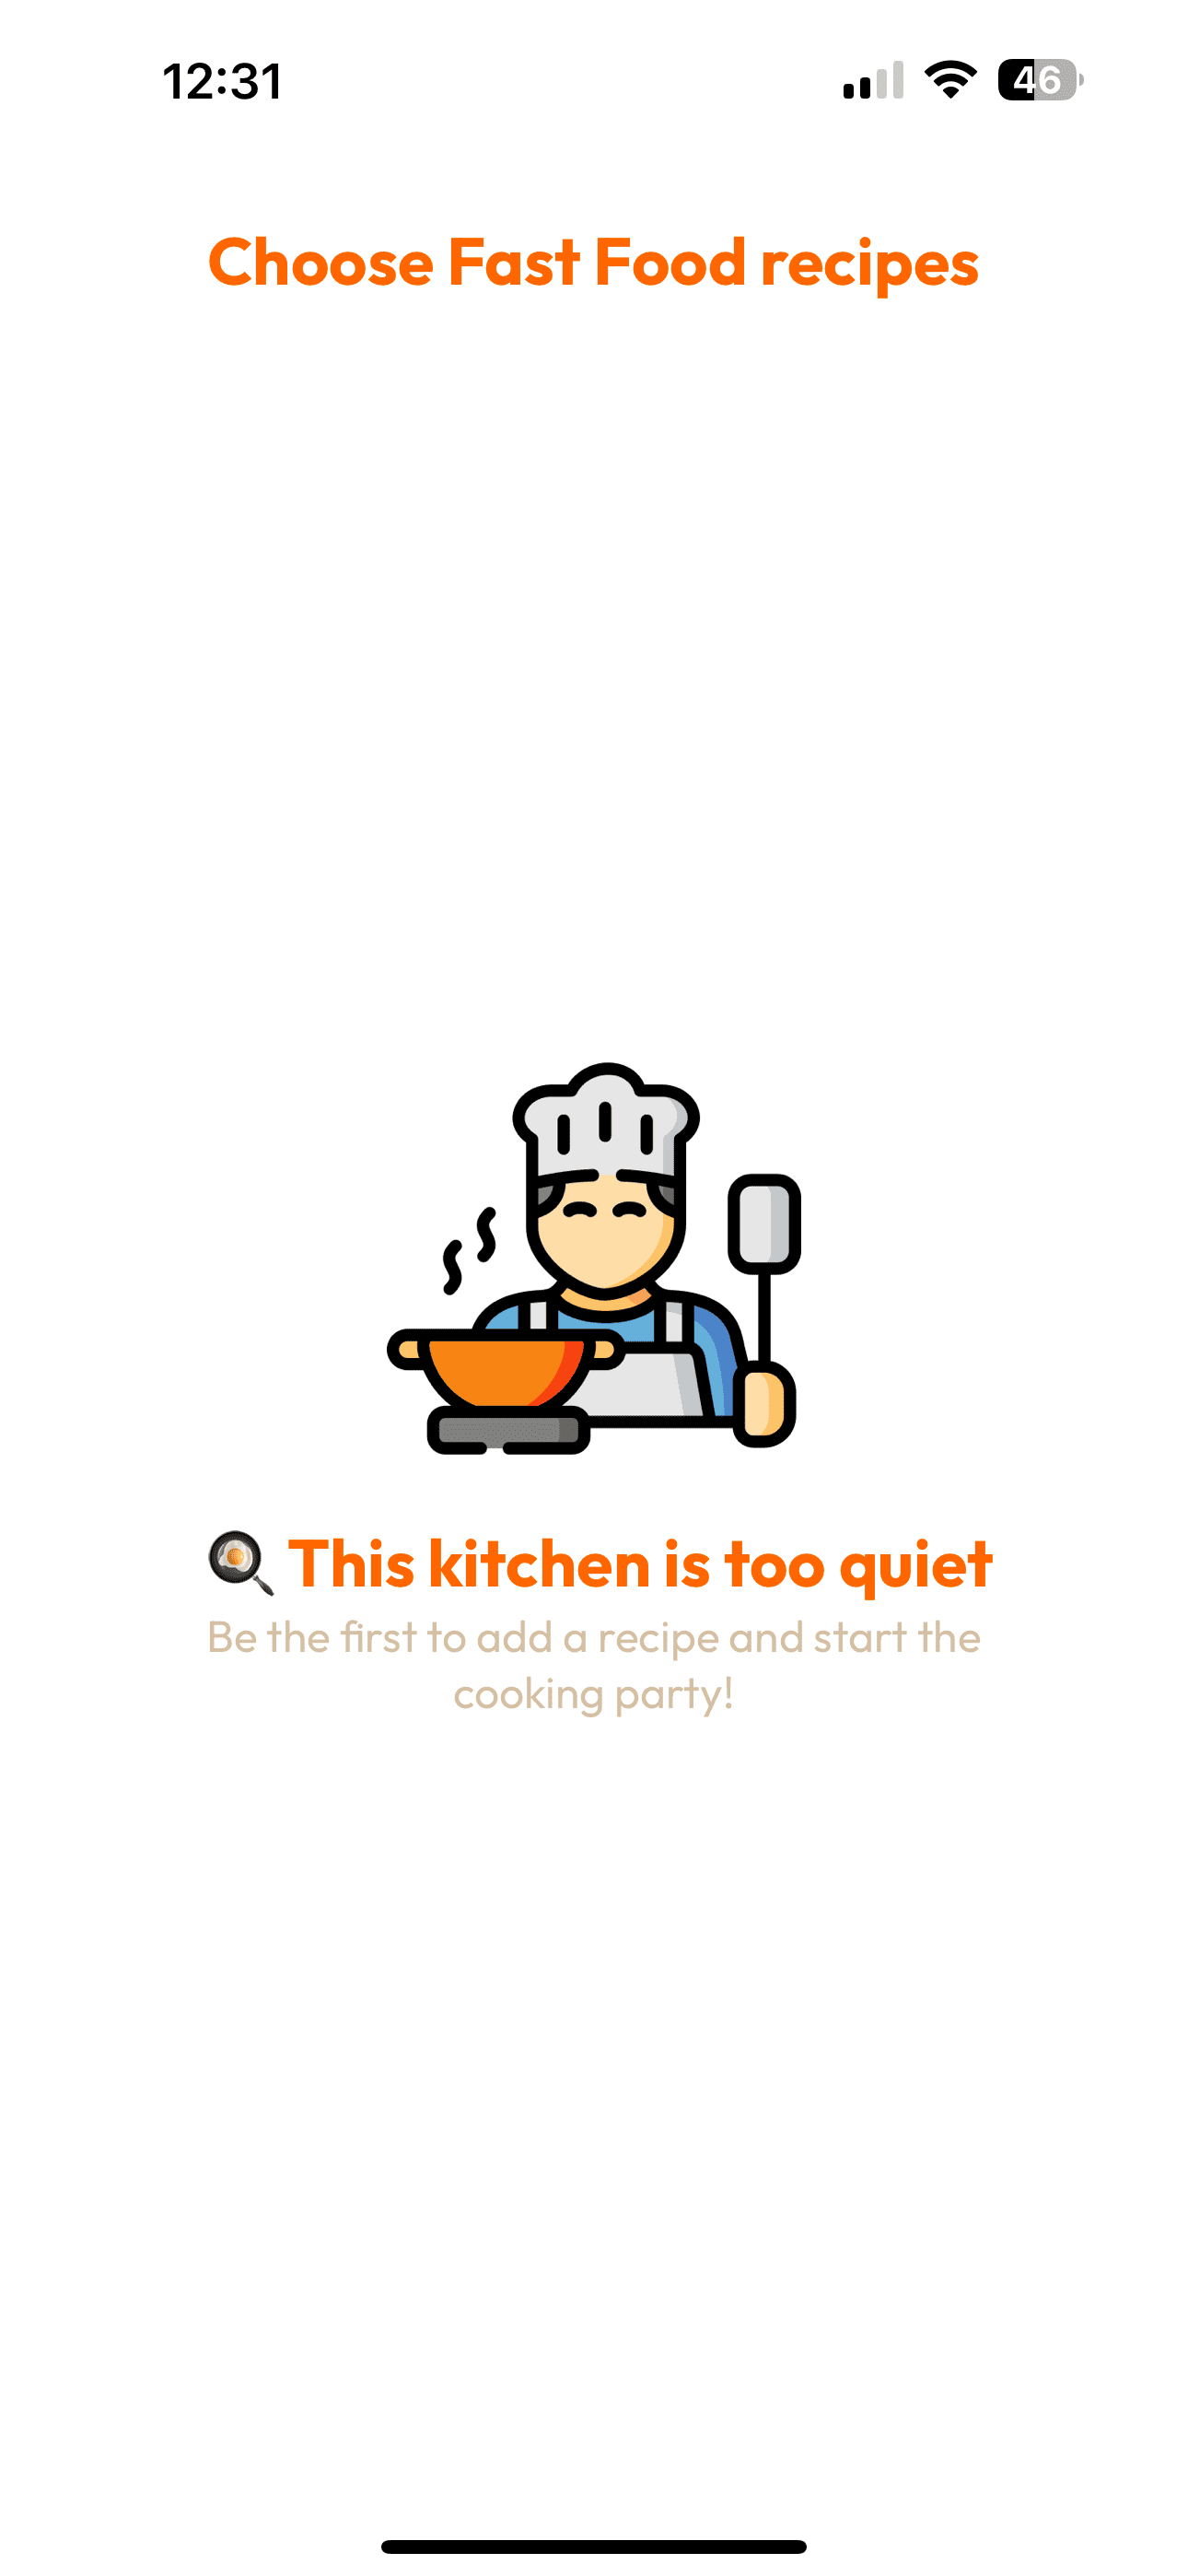 12:31
46
Choose Fast Food recipes
🍳 This kitchen is too quiet
Be the first to add a recipe and start the
cooking party!